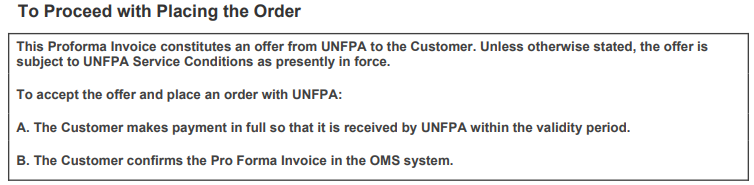 To Proceed with Placing the Order
This Proforma Invoice constitutes an offer from UNFPA to the Customer. Unless otherwise stated, the offer is
subject to UNFPA Service Conditions as presently in force.
To accept the offer and place an order with UNFPA:
A. The Customer makes payment in full so that it is received by UNFPA within the validity period.
B. The Customer confirms the Pro Forma Invoice in the OMS system.